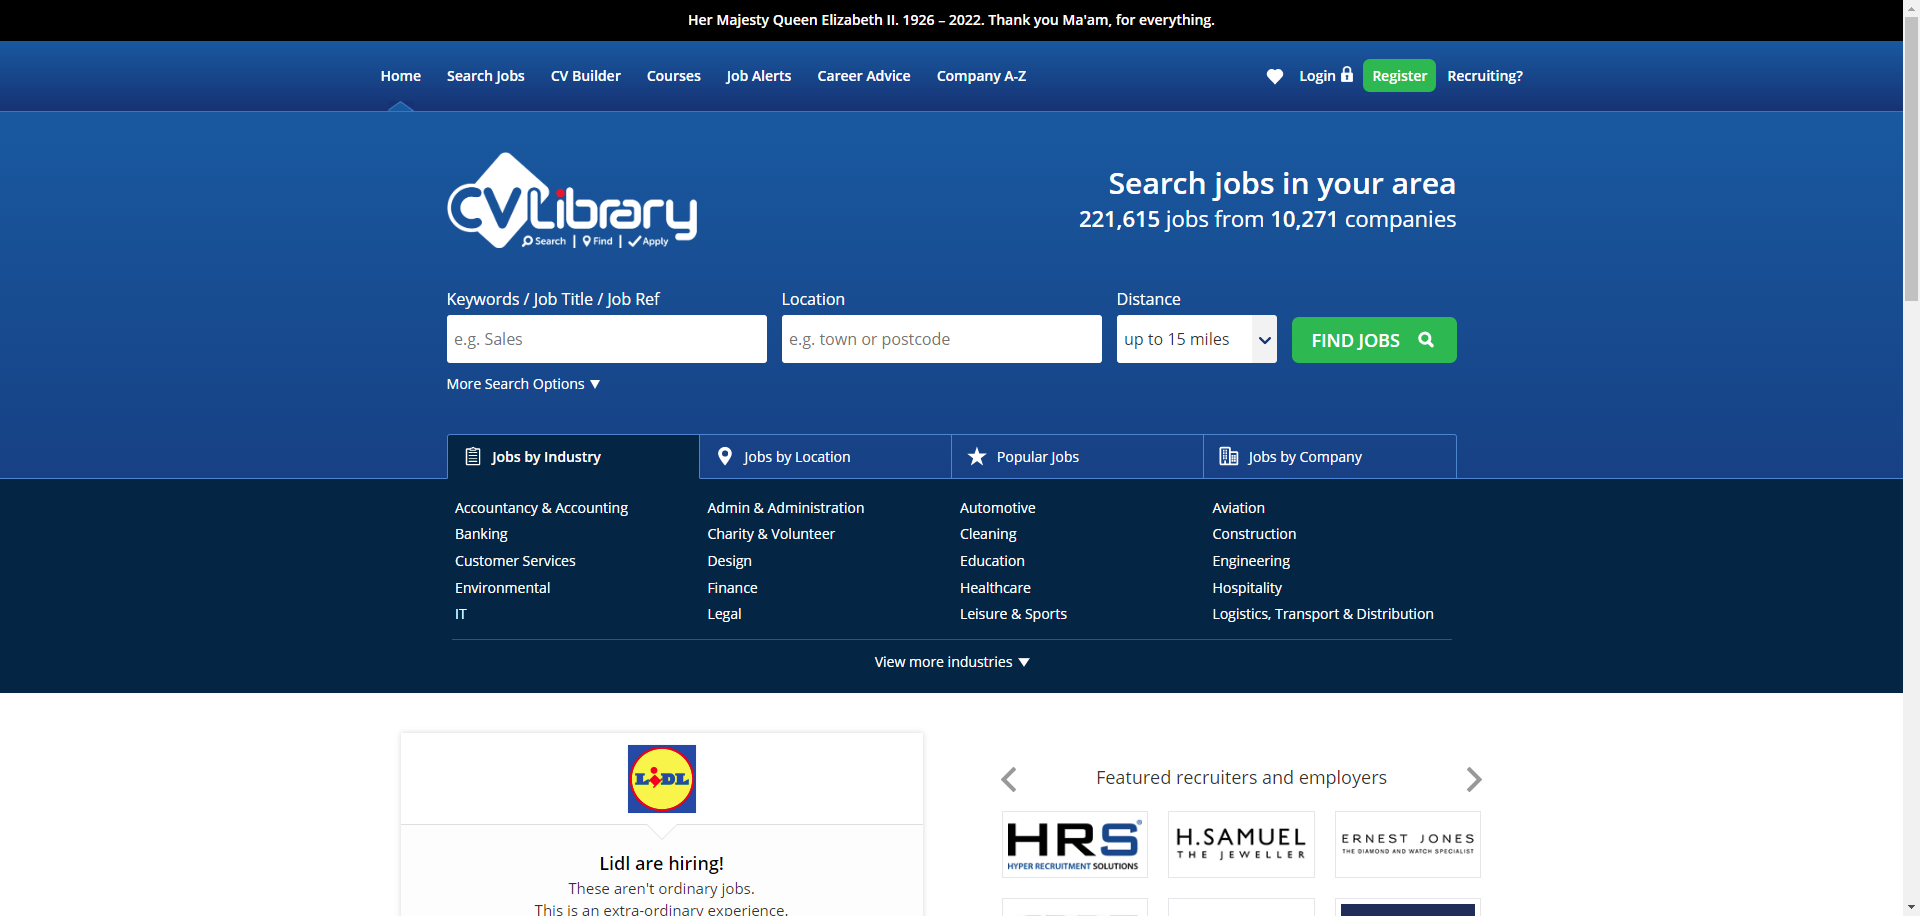 Her Majesty Queen Elizabeth II. 1926 – 2022. Thank you Ma'am, for everything.
Home Search Jobs CV Builder Courses Job Alerts Career Advice Company A-Z Login Register Recruiting?
CVLibrary
Search | Find | Apply
Search jobs in your area
221,615 jobs from 10,271 companies
Keywords / Job Title / Job Ref Location Distance
e.g. Sales e.g. town or postcode up to 15 miles FIND JOBS
More Search Options ▼
Jobs by Industry Jobs by Location Popular Jobs Jobs by Company
Accountancy & Accounting Admin & Administration Automotive Aviation
Banking Charity & Volunteer Cleaning Construction
Customer Services Design Education Engineering
Environmental Finance Healthcare Hospitality
IT Legal Leisure & Sports Logistics, Transport & Distribution
View more industries ▼
LIDL
Lidl are hiring!
These aren't ordinary jobs.
This is an extra-ordinary experience.
Featured recruiters and employers
HRS®
HYPER RECRUITMENT SOLUTIONS
H.SAMUEL
THE JEWELLER
ERNEST JONES
THE DIAMOND AND WATCH SPECIALIST